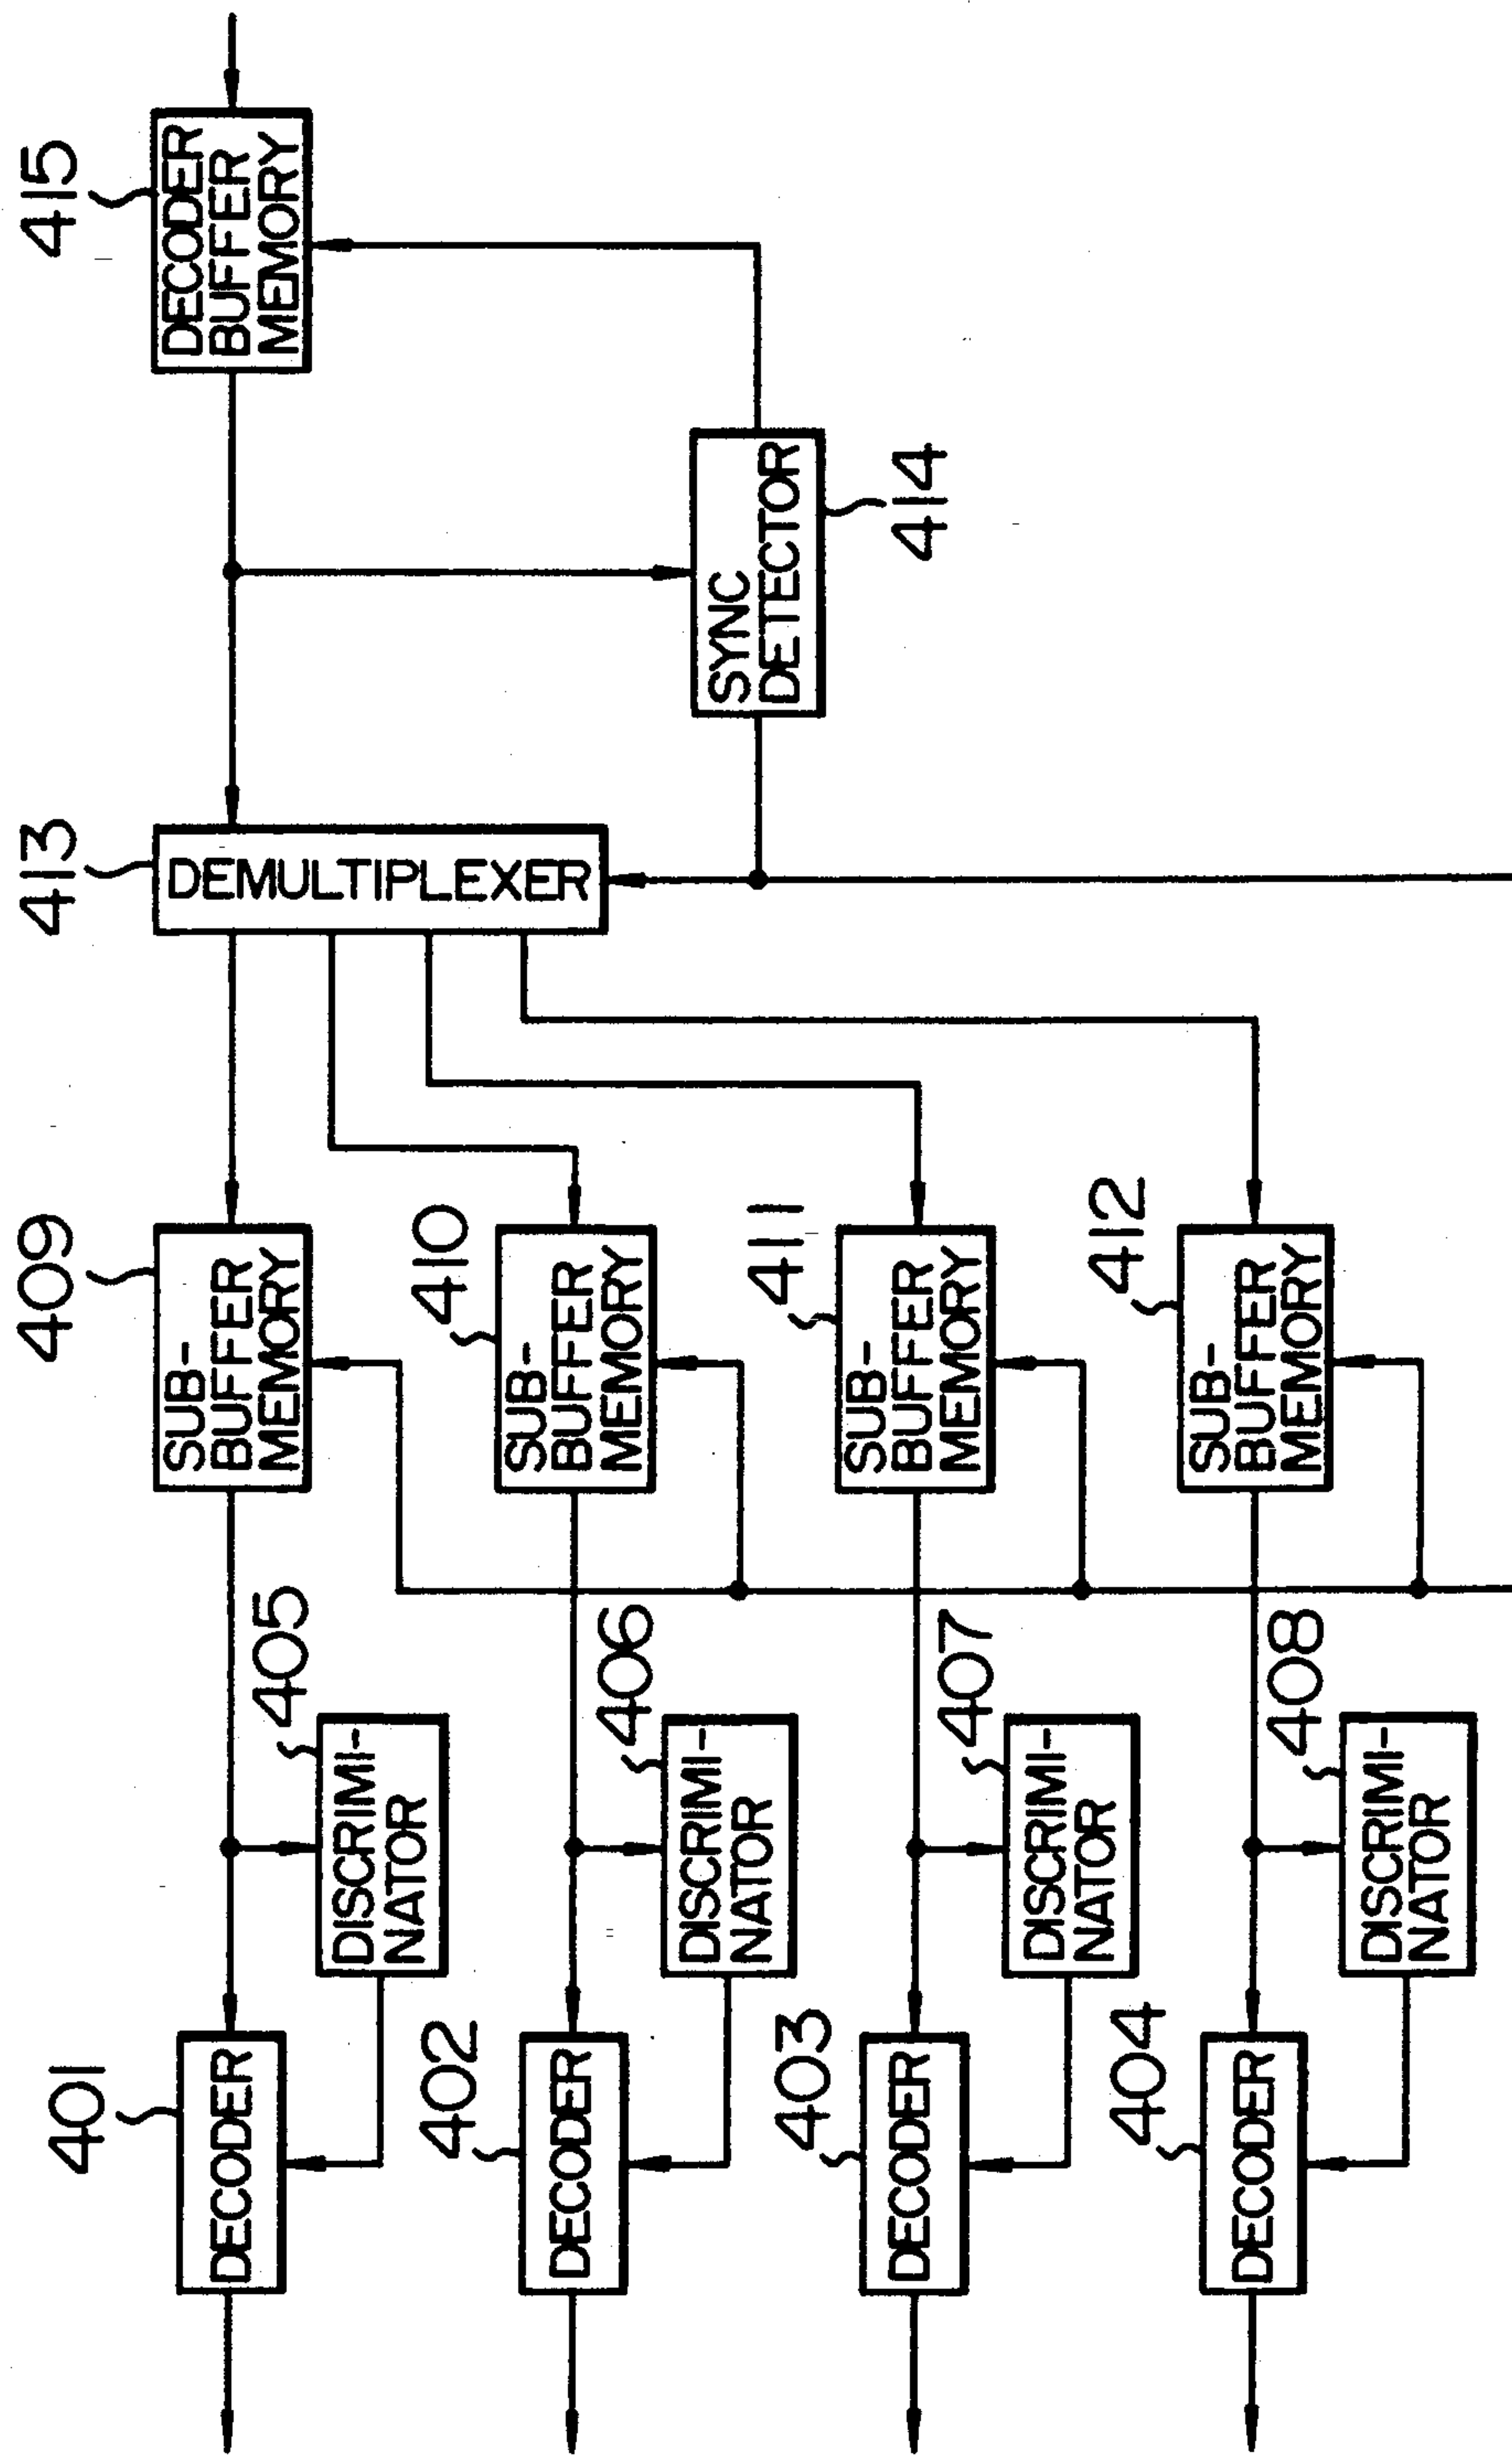 401
DECODER
405
DISCRIMI-
NATOR
409
SUB-
BUFFER
MEMORY
413
DEMULTIPLEXER
415
DECODER
BUFFER
MEMORY
402
DECODER
406
DISCRIMI-
NATOR
410
SUB-
BUFFER
MEMORY
SYNC
DETECTOR
414
403
DECODER
407
DISCRIMI-
NATOR
411
SUB-
BUFFER
MEMORY
404
DECODER
408
DISCRIMI-
NATOR
412
SUB-
BUFFER
MEMORY